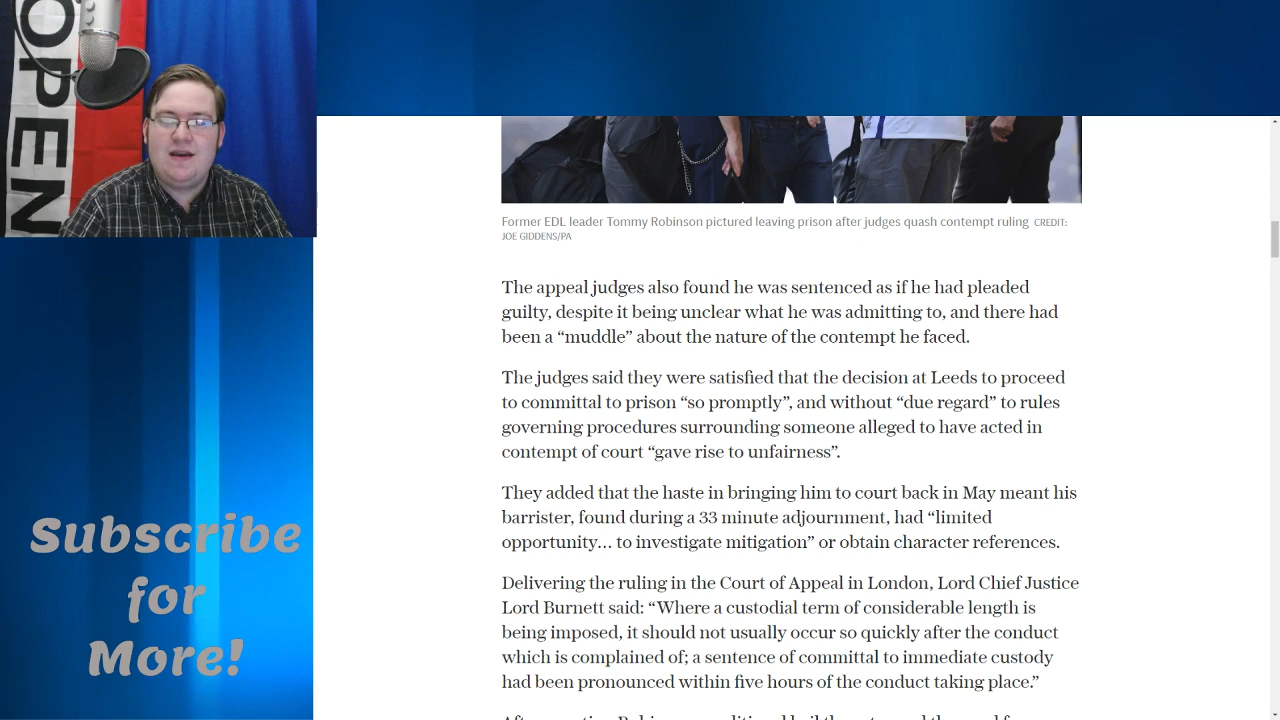 OPEN
Former EDL leader Tommy Robinson pictured leaving prison after judges quash contempt ruling CREDIT:
JOE GIDDENS/PA
The appeal judges also found he was sentenced as if he had pleaded
guilty, despite it being unclear what he was admitting to, and there had
been a “muddle” about the nature of the contempt he faced.
The judges said they were satisfied that the decision at Leeds to proceed
to committal to prison “so promptly”, and without “due regard” to rules
governing procedures surrounding someone alleged to have acted in
contempt of court “gave rise to unfairness”.
They added that the haste in bringing him to court back in May meant his
barrister, found during a 33 minute adjournment, had “limited
opportunity… to investigate mitigation” or obtain character references.
Delivering the ruling in the Court of Appeal in London, Lord Chief Justice
Lord Burnett said: “Where a custodial term of considerable length is
being imposed, it should not usually occur so quickly after the conduct
which is complained of; a sentence of committal to immediate custody
had been pronounced within five hours of the conduct taking place.”
Subscribe
for
More!